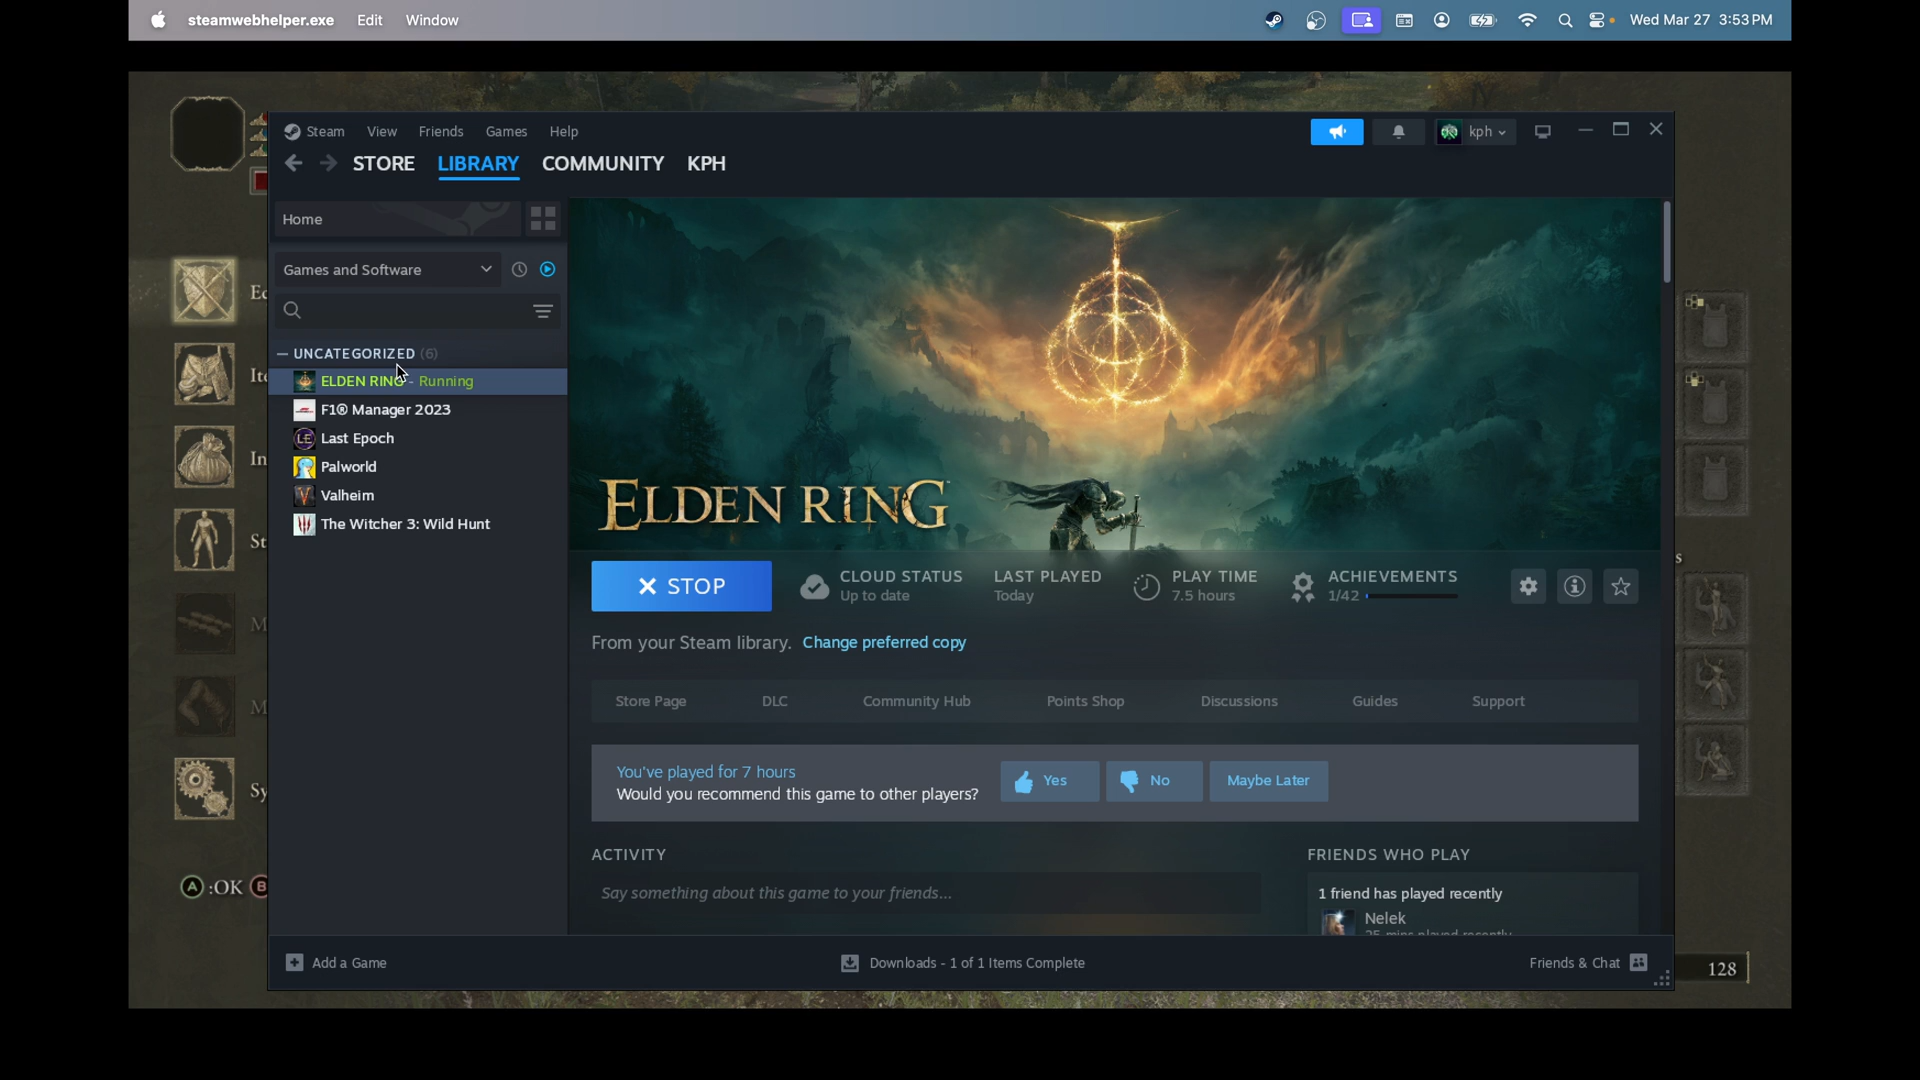 steamwebhelper.exe Edit Window Wed Mar 27 3:53 PM
Steam View Friends Games Help kph
STORE LIBRARY COMMUNITY KPH
Home
Games and Software
UNCATEGORIZED (6)
ELDEN RING - Running
F1® Manager 2023
LE Last Epoch
Palworld
Valheim
The Witcher 3: Wild Hunt
ELDEN RING
STOP
CLOUD STATUS
Up to date
LAST PLAYED
Today
PLAY TIME
7.5 hours
ACHIEVEMENTS
1/42
From your Steam library. Change preferred copy
Store Page DLC Community Hub Points Shop Discussions Guides Support
You've played for 7 hours
Would you recommend this game to other players?
Yes No Maybe Later
ACTIVITY
Say something about this game to your friends...
FRIENDS WHO PLAY
1 friend has played recently
Nelek
25 mins played recently
Add a Game Downloads - 1 of 1 Items Complete Friends & Chat
A :OK B
128